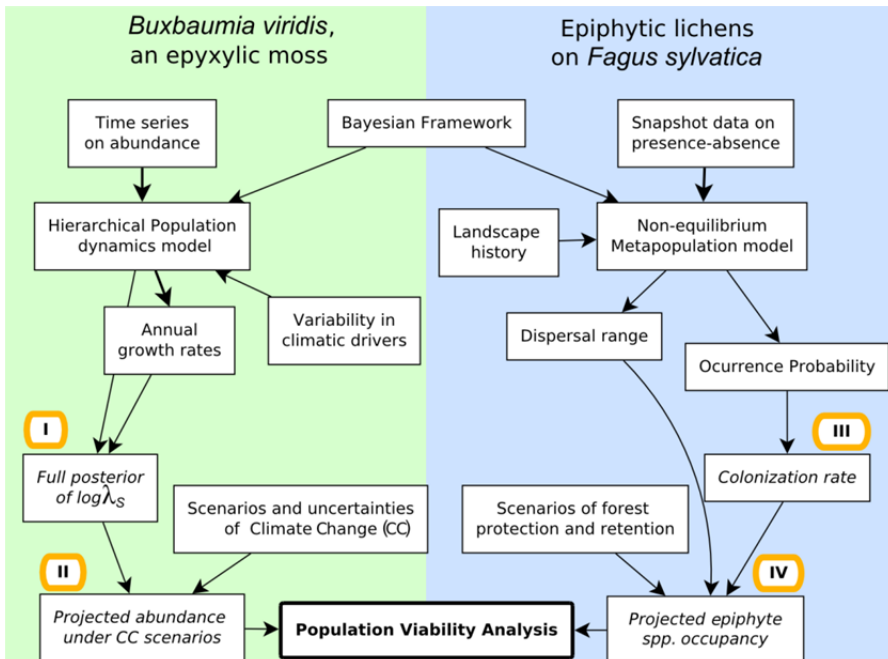 Buxbaumia viridis,
an epyxylic moss
Epiphytic lichens
on Fagus sylvatica
Time series
on abundance
Bayesian Framework
Snapshot data on
presence-absence
Hierarchical Population
dynamics model
Landscape
history
Non-equilibrium
Metapopulation model
Annual
growth rates
Variability in
climatic drivers
Dispersal range
Ocurrence Probability
I
III
Full posterior
of logλS
Colonization rate
Scenarios and uncertainties
of Climate Change (CC)
Scenarios of forest
protection and retention
II
IV
Projected abundance
under CC scenarios
Population Viability Analysis
Projected epiphyte
spp. occupancy